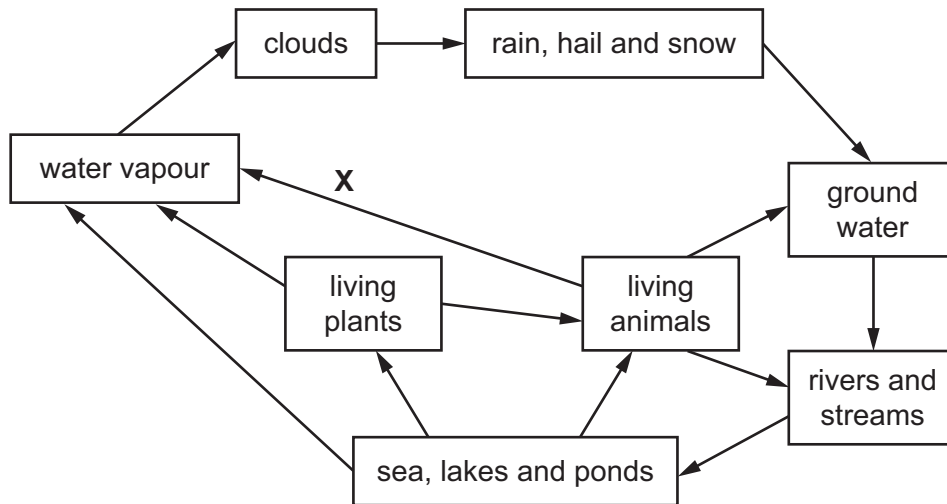 clouds
rain, hail and snow
water vapour
X
ground
water
living
plants
living
animals
rivers and
streams
sea, lakes and ponds